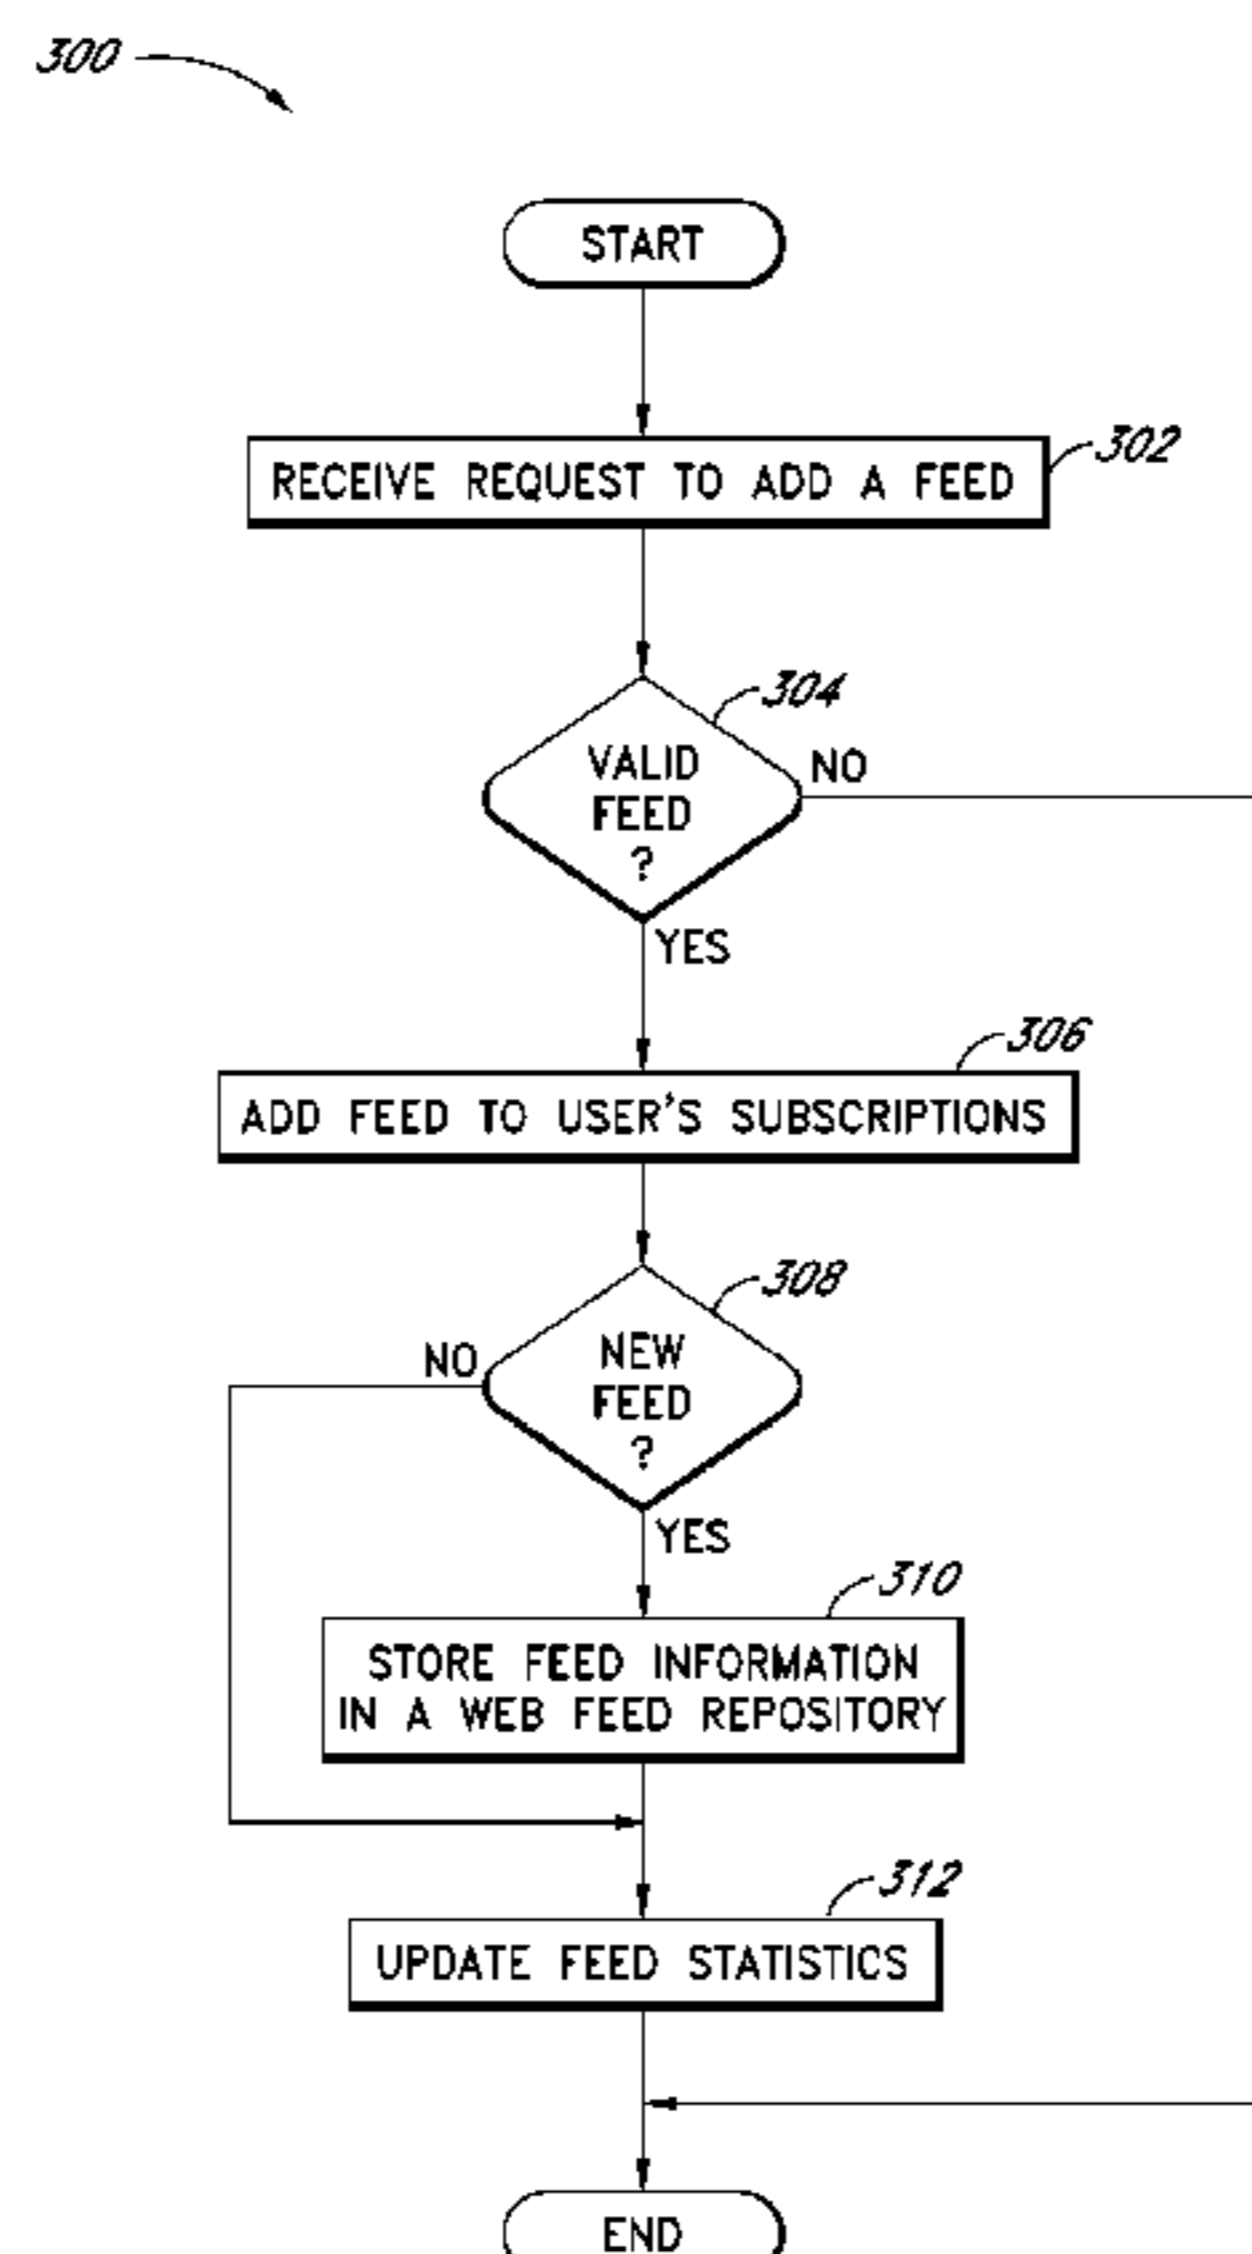 300
START
RECEIVE REQUEST TO ADD A FEED
302
304
VALID
FEED
?
NO
YES
306
ADD FEED TO USER'S SUBSCRIPTIONS
308
NO
NEW
FEED
?
YES
310
STORE FEED INFORMATION
IN A WEB FEED REPOSITORY
312
UPDATE FEED STATISTICS
END